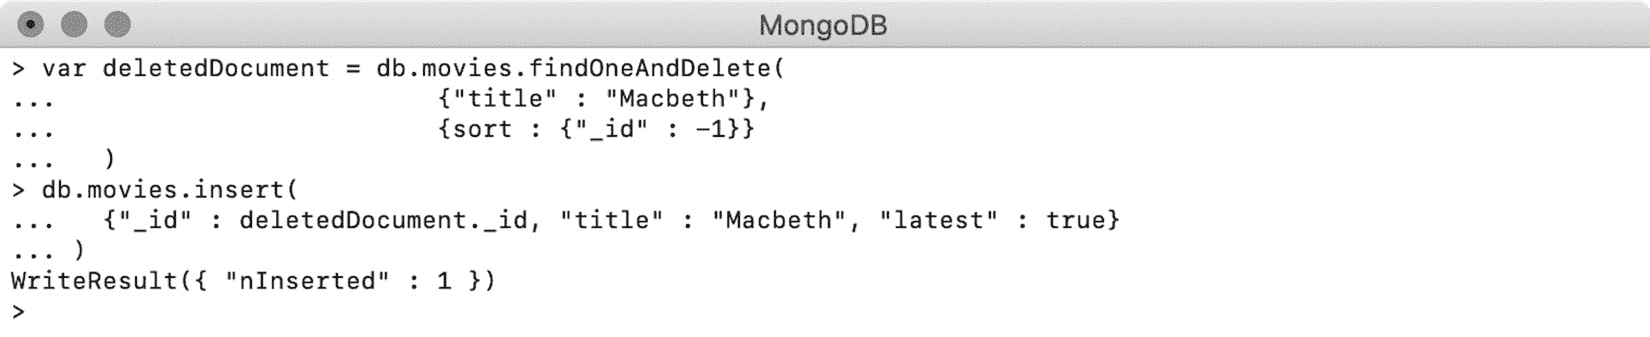 MongoDB
> var deletedDocument = db.movies.findOneAndDelete(
...                         {"title" : "Macbeth"},
...                         {sort : {"_id" : -1}}
...   )
> db.movies.insert(
...   {"_id" : deletedDocument._id, "title" : "Macbeth", "latest" : true}
... )
WriteResult({ "nInserted" : 1 })
>